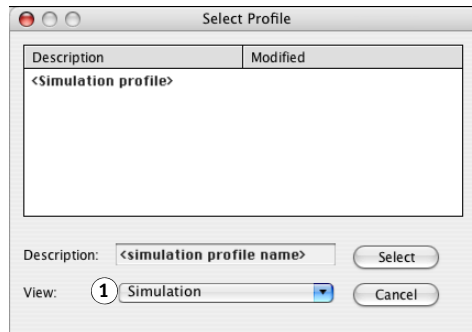 Select Profile
Description Modified
<Simulation profile>
Description: <simulation profile name> Select
View: 1 Simulation Cancel